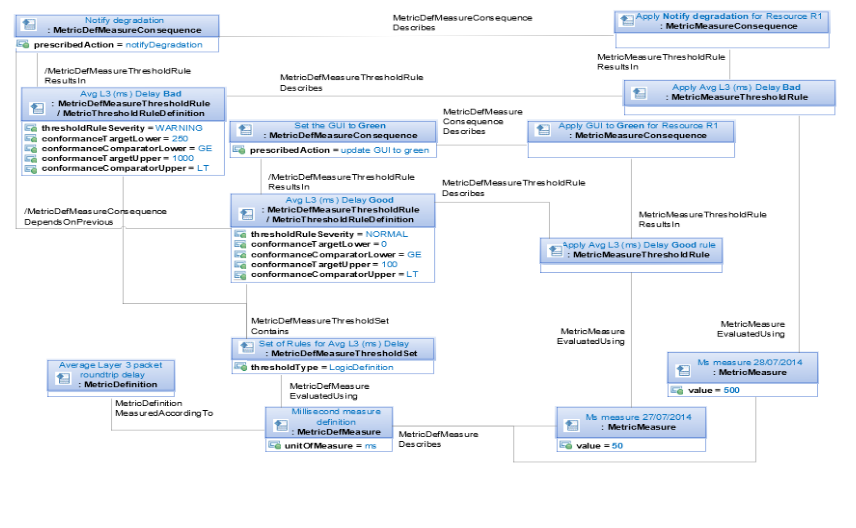 Notify degradation
: MetricDefMeasureConsequence
prescribedAction = notifyDegradation
MetricDefMeasureConsequence
Describes
Apply Notify degradation for Resource R1
: MetricMeasureConsequence
/MetricDefMeasureThresholdRule
ResultsIn
MetricMeasureThresholdRule
ResultsIn
Avg L3 (ms) Delay Bad
: MetricDefMeasureThresholdRule
/ MetricThresholdRuleDefinition
thresholdRuleSeverity = WARNING
conformanceTargetLower = 250
conformanceComparatorLower = GE
conformanceTargetUpper = 1000
conformanceComparatorUpper = LT
MetricDefMeasureThresholdRule
Describes
Apply Avg L3 (ms) Delay Bad
: MetricMeasureThresholdRule
Set the GUI to Green
: MetricDefMeasureConsequence
prescribedAction = update GUI to green
MetricDefMeasure
Consequence
Describes
Apply GUI to Green for Resource R1
: MetricMeasureConsequence
/MetricDefMeasureThresholdRule
ResultsIn
MetricDefMeasureThresholdRule
Describes
/MetricDefMeasureConsequence
DependsOnPrevious
Avg L3 (ms) Delay Good
: MetricDefMeasureThresholdRule
/ MetricThresholdRuleDefinition
thresholdRuleSeverity = NORMAL
conformanceTargetLower = 0
conformanceComparatorLower = GE
conformanceTargetUpper = 100
conformanceComparatorUpper = LT
MetricMeasureThresholdRule
ResultsIn
Apply Avg L3 (ms) Delay Good rule
: MetricMeasureThresholdRule
MetricDefMeasureThresholdSet
Contains
MetricMeasure
EvaluatedUsing
MetricMeasure
EvaluatedUsing
Set of Rules for Avg L3 (ms) Delay
: MetricDefMeasureThresholdSet
thresholdType = LogicDefinition
Average Layer 3 packet
roundtrip delay
: MetricDefinition
Ms measure 28/07/2014
: MetricMeasure
value = 500
MetricDefMeasure
EvaluatedUsing
MetricDefinition
MeasuredAccordingTo
Millisecond measure
definition
: MetricDefMeasure
unitOfMeasure = ms
MetricDefMeasure
Describes
Ms measure 27/07/2014
: MetricMeasure
value = 50